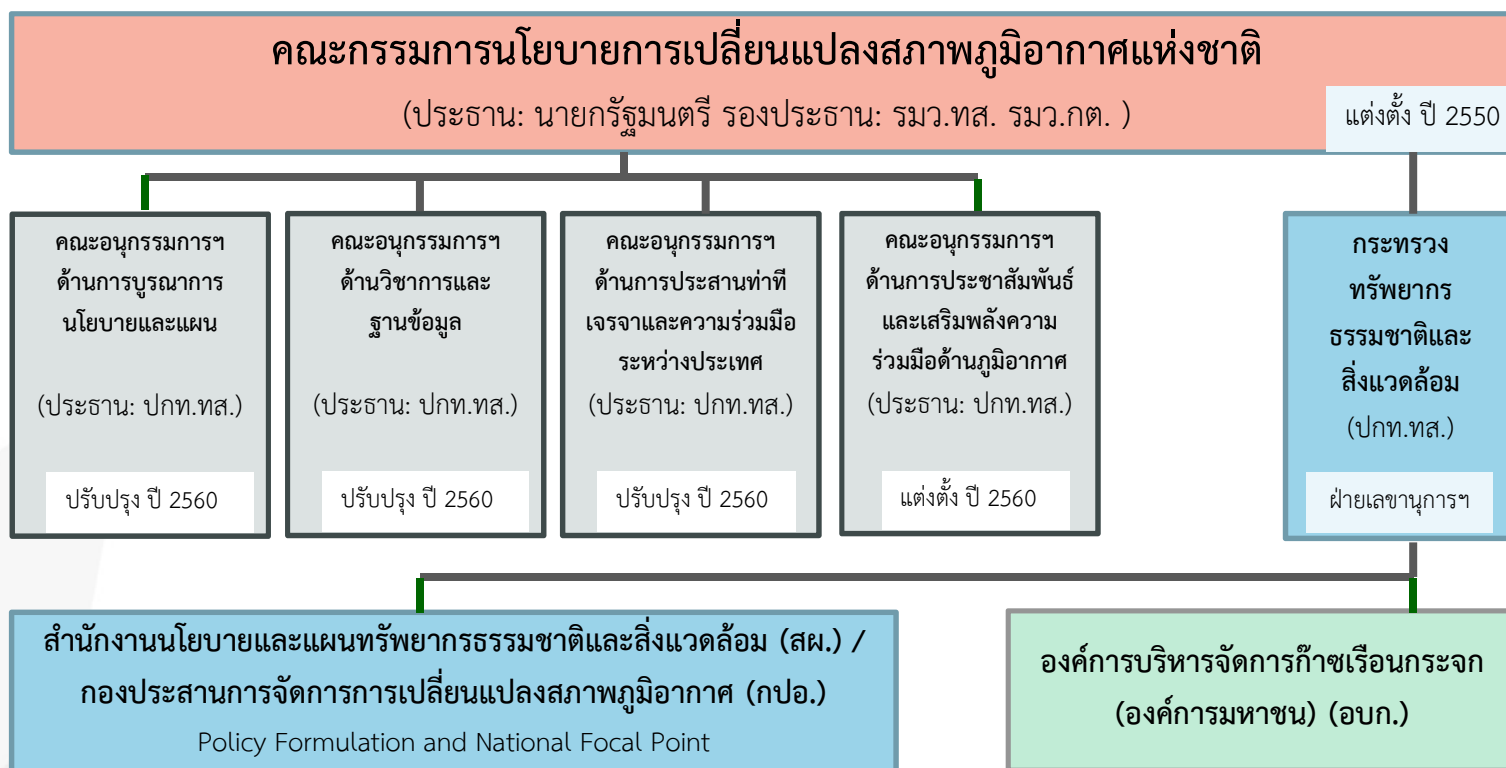 คณะกรรมการนโยบายการเปลี่ยนแปลงสภาพภูมิอากาศแห่งชาติ
(ประธาน: นายกรัฐมนตรี รองประธาน: รมว.ทส. รมว.กต. )
แต่งตั้ง ปี 2550
คณะอนุกรรมการฯ
ด้านการบูรณาการ
นโยบายและแผน
(ประธาน: ปกท.ทส.)
ปรับปรุง ปี 2560
คณะอนุกรรมการฯ
ด้านวิชาการและ
ฐานข้อมูล
(ประธาน: ปกท.ทส.)
ปรับปรุง ปี 2560
คณะอนุกรรมการฯ
ด้านการประสานท่าที
เจรจาและความร่วมมือ
ระหว่างประเทศ
(ประธาน: ปกท.ทส.)
ปรับปรุง ปี 2560
คณะอนุกรรมการฯ
ด้านการประชาสัมพันธ์
และเสริมพลังความ
ร่วมมือด้านภูมิอากาศ
(ประธาน: ปกท.ทส.)
แต่งตั้ง ปี 2560
กระทรวง
ทรัพยากร
ธรรมชาติและ
สิ่งแวดล้อม
(ปกท.ทส.)
ฝ่ายเลขานุการฯ
สำนักงานนโยบายและแผนทรัพยากรธรรมชาติและสิ่งแวดล้อม (สผ.) /
กองประสานการจัดการการเปลี่ยนแปลงสภาพภูมิอากาศ (กปอ.)
Policy Formulation and National Focal Point
องค์การบริหารจัดการก๊าซเรือนกระจก
(องค์การมหาชน) (อบก.)